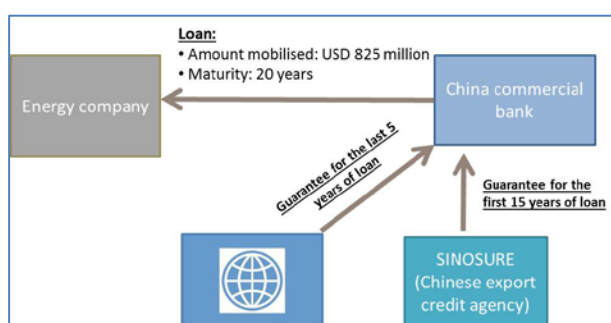 Loan:
• Amount mobilised: USD 825 million
• Maturity: 20 years
Energy company
China commercial
bank
Guarantee for the last 5
years of loan
Guarantee for the
first 15 years of loan
SINOSURE
(Chinese export
credit agency)